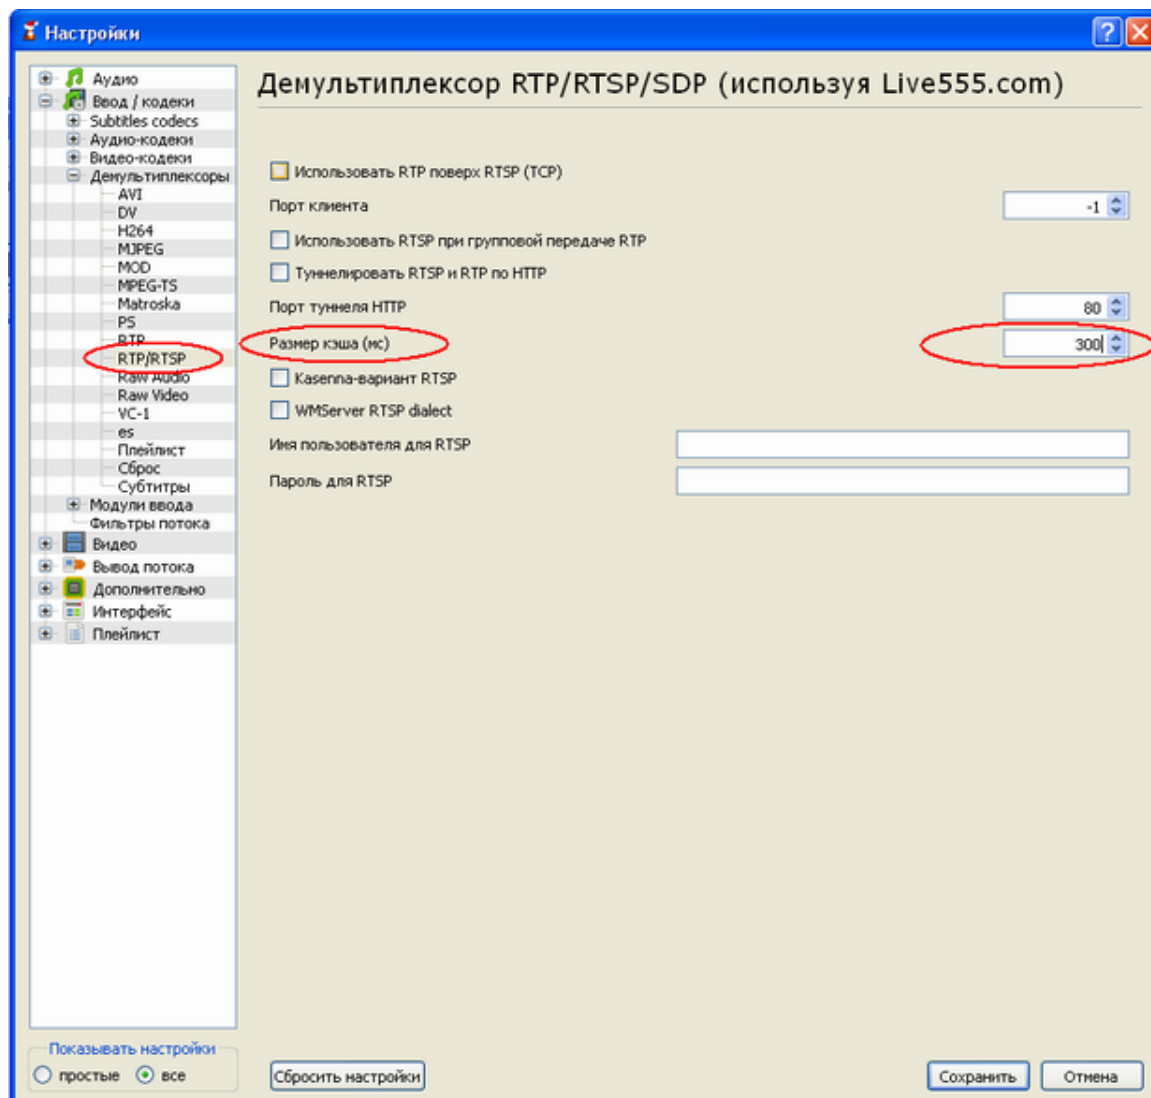 Настройки
Аудио
Ввод / кодеки
Subtitles codecs
Аудио-кодеки
Видео-кодеки
Демультиплексоры
AVI
DV
H264
MJPEG
MOD
MPEG-TS
Matroska
PS
RTP
RTP/RTSP
Raw Audio
Raw Video
VC-1
es
Плейлист
Сброс
Субтитры
Модули ввода
Фильтры потока
Видео
Вывод потока
Дополнительно
Интерфейс
Плейлист
Показывать настройки
простые все
Демультиплексор RTP/RTSP/SDP (используя Live555.com)
Использовать RTP поверх RTSP (TCP)
Порт клиента -1
Использовать RTSP при групповой передаче RTP
Туннелировать RTSP и RTP по HTTP
Порт туннеля HTTP 80
Размер кэша (мс) 300
Kasenna-вариант RTSP
WMServer RTSP dialect
Имя пользователя для RTSP
Пароль для RTSP
Сбросить настройки Сохранить Отмена